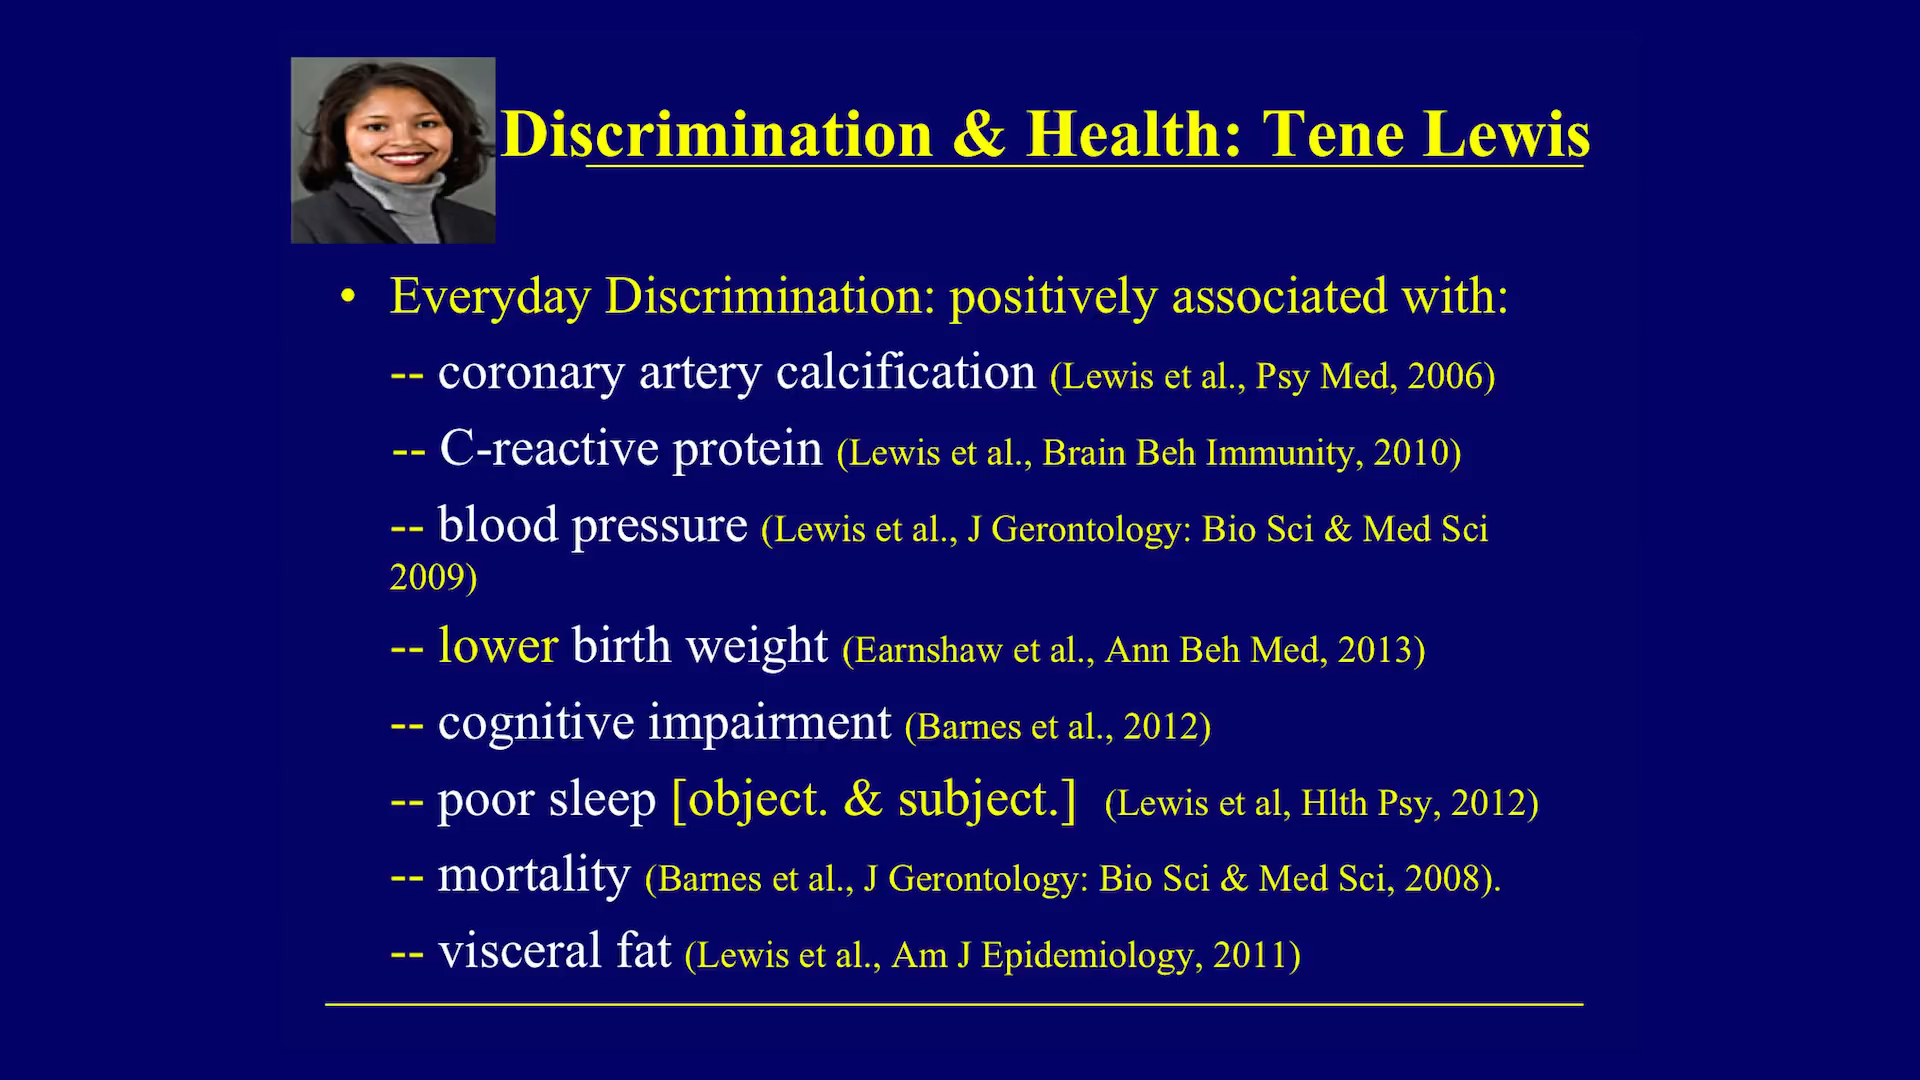 Discrimination & Health: Tene Lewis
• Everyday Discrimination: positively associated with:
-- coronary artery calcification (Lewis et al., Psy Med, 2006)
-- C-reactive protein (Lewis et al., Brain Beh Immunity, 2010)
-- blood pressure (Lewis et al., J Gerontology: Bio Sci & Med Sci
2009)
-- lower birth weight (Earnshaw et al., Ann Beh Med, 2013)
-- cognitive impairment (Barnes et al., 2012)
-- poor sleep [object. & subject.] (Lewis et al, Hlth Psy, 2012)
-- mortality (Barnes et al., J Gerontology: Bio Sci & Med Sci, 2008).
-- visceral fat (Lewis et al., Am J Epidemiology, 2011)